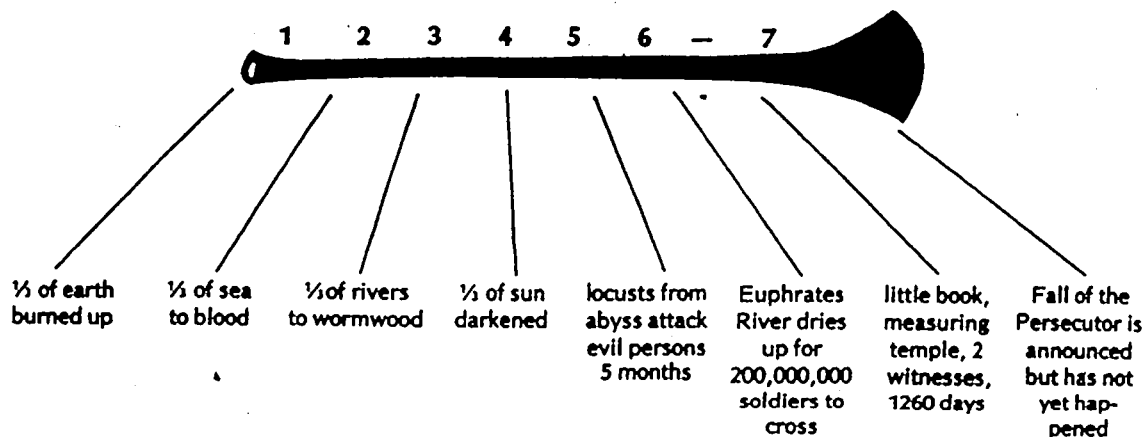 1 2 3 4 5 6 — 7
⅓ of earth
burned up
⅓ of sea
to blood
⅓ of rivers
to wormwood
⅓ of sun
darkened
locusts from
abyss attack
evil persons
5 months
Euphrates
River dries
up for
200,000,000
soldiers to
cross
little book,
measuring
temple, 2
witnesses,
1260 days
Fall of the
Persecutor is
announced
but has not
yet hap-
pened